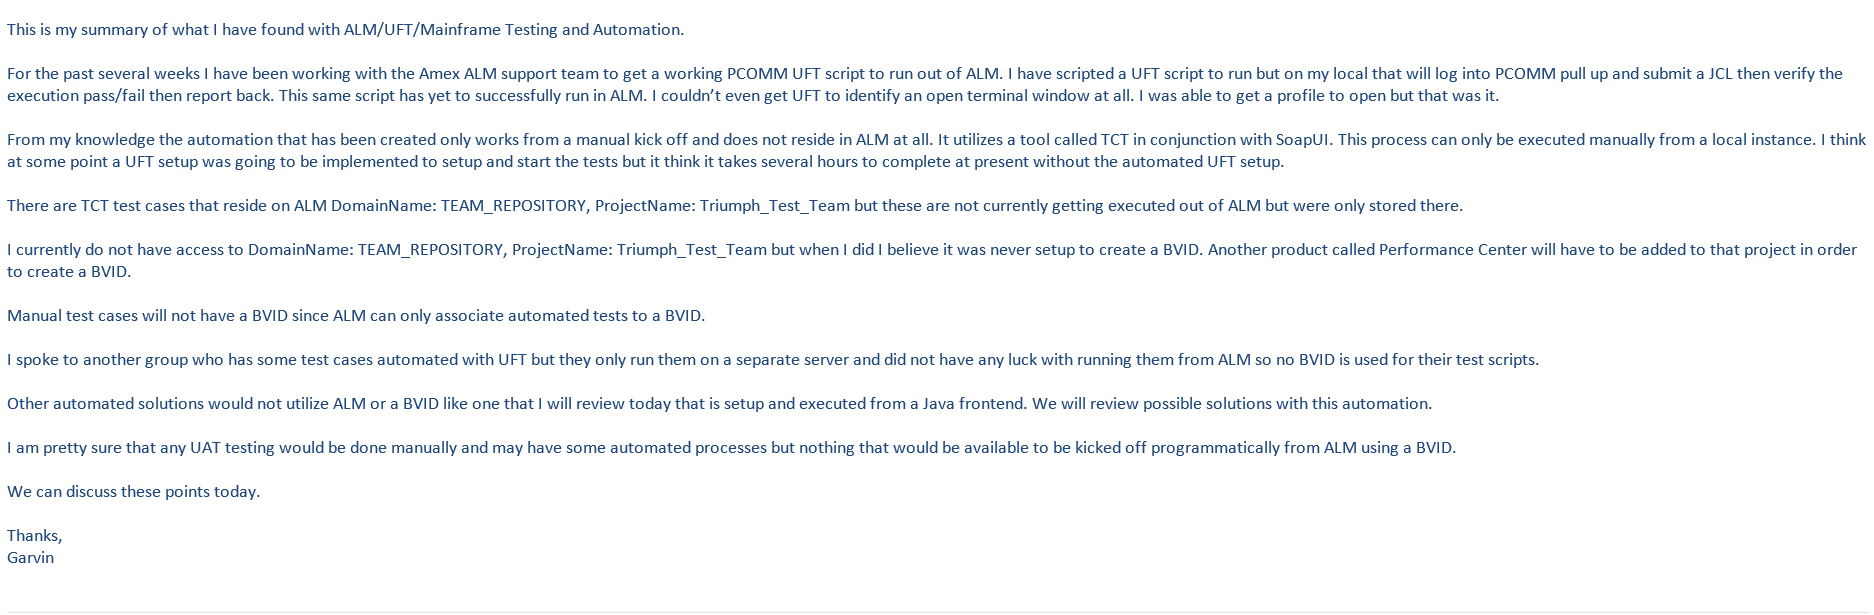 This is my summary of what I have found with ALM/UFT/Mainframe Testing and Automation.
For the past several weeks I have been working with the Amex ALM support team to get a working PCOMM UFT script to run out of ALM. I have scripted a UFT script to run but on my local that will log into PCOMM pull up and submit a JCL then verify the
execution pass/fail then report back. This same script has yet to successfully run in ALM. I couldn’t even get UFT to identify an open terminal window at all. I was able to get a profile to open but that was it.
From my knowledge the automation that has been created only works from a manual kick off and does not reside in ALM at all. It utilizes a tool called TCT in conjunction with SoapUI. This process can only be executed manually from a local instance. I think
at some point a UFT setup was going to be implemented to setup and start the tests but it think it takes several hours to complete at present without the automated UFT setup.
There are TCT test cases that reside on ALM DomainName: TEAM_REPOSITORY, ProjectName: Triumph_Test_Team but these are not currently getting executed out of ALM but were only stored there.
I currently do not have access to DomainName: TEAM_REPOSITORY, ProjectName: Triumph_Test_Team but when I did I believe it was never setup to create a BVID. Another product called Performance Center will have to be added to that project in order
to create a BVID.
Manual test cases will not have a BVID since ALM can only associate automated tests to a BVID.
I spoke to another group who has some test cases automated with UFT but they only run them on a separate server and did not have any luck with running them from ALM so no BVID is used for their test scripts.
Other automated solutions would not utilize ALM or a BVID like one that I will review today that is setup and executed from a Java frontend. We will review possible solutions with this automation.
I am pretty sure that any UAT testing would be done manually and may have some automated processes but nothing that would be available to be kicked off programmatically from ALM using a BVID.
We can discuss these points today.
Thanks,
Garvin